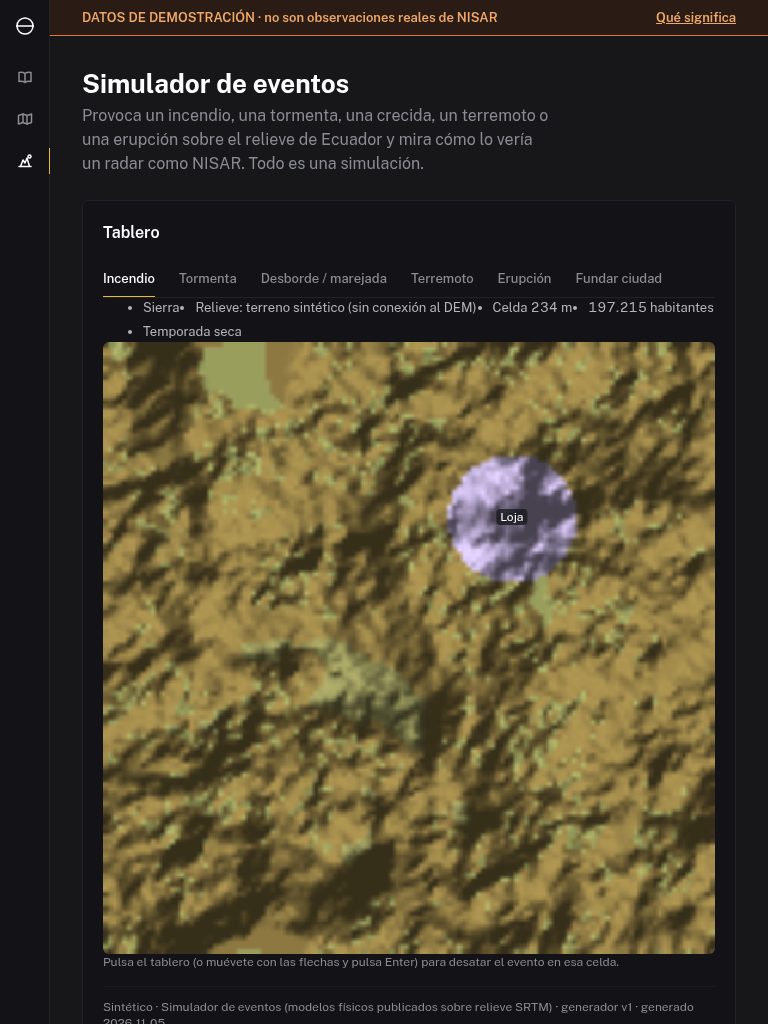 DATOS DE DEMOSTRACIÓN · no son observaciones reales de NISAR
Qué significa
Simulador de eventos
Provoca un incendio, una tormenta, una crecida, un terremoto o
una erupción sobre el relieve de Ecuador y mira cómo lo vería
un radar como NISAR. Todo es una simulación.
Tablero
Incendio Tormenta Desborde / marejada Terremoto Erupción Fundar ciudad
• Sierra • Relieve: terreno sintético (sin conexión al DEM) • Celda 234 m • 197.215 habitantes
• Temporada seca
Loja
Pulsa el tablero (o muévete con las flechas y pulsa Enter) para desatar el evento en esa celda.
Sintético · Simulador de eventos (modelos físicos publicados sobre relieve SRTM) · generador v1 · generado
2026-11-05